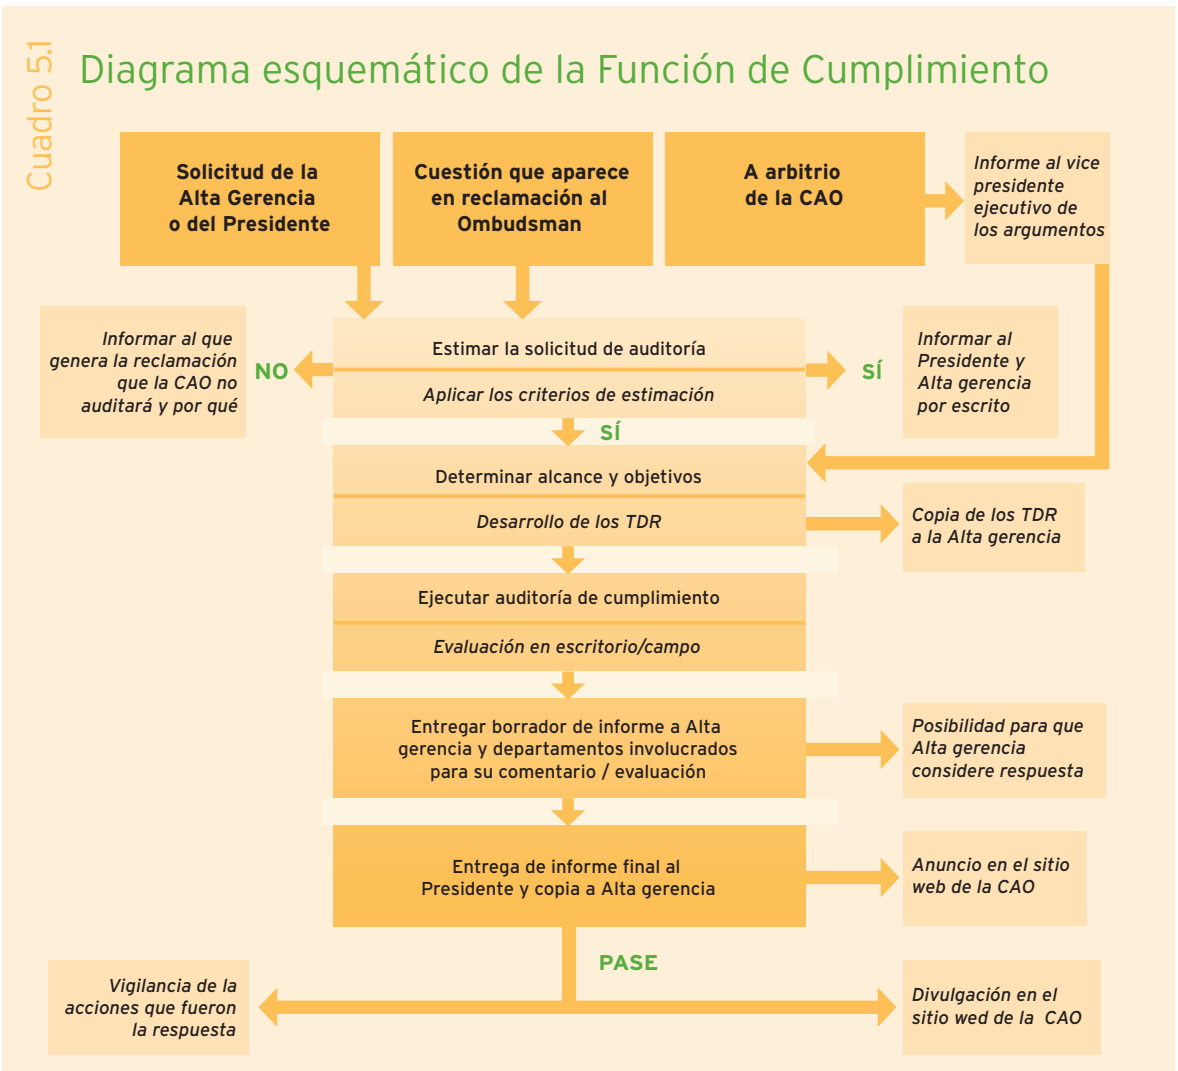 Cuadro 5.1
Diagrama esquemático de la Función de Cumplimiento
Solicitud de la
Alta Gerencia
o del Presidente
Cuestión que aparece
en reclamación al
Ombudsman
A arbitrio
de la CAO
Informe al vice
presidente
ejecutivo de
los argumentos
Informar al que
genera la reclamación
que la CAO no
auditará y por qué
NO
Estimar la solicitud de auditoría
Aplicar los criterios de estimación
SÍ
Informar al
Presidente y
Alta gerencia
por escrito
SÍ
Determinar alcance y objetivos
Desarrollo de los TDR
Copia de los TDR
a la Alta gerencia
Ejecutar auditoría de cumplimiento
Evaluación en escritorio/campo
Entregar borrador de informe a Alta
gerencia y departamentos involucrados
para su comentario / evaluación
Posibilidad para que
Alta gerencia
considere respuesta
Entrega de informe final al
Presidente y copia a Alta gerencia
Anuncio en el sitio
web de la CAO
PASE
Vigilancia de la
acciones que fueron
la respuesta
Divulgación en el
sitio wed de la CAO